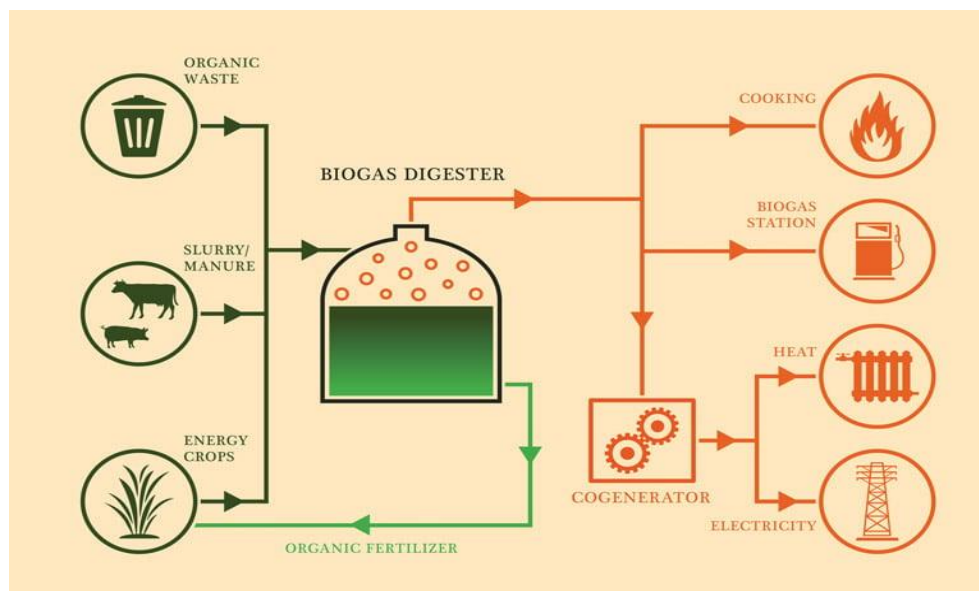 ORGANIC
WASTE
SLURRY/
MANURE
ENERGY
CROPS
BIOGAS DIGESTER
ORGANIC FERTILIZER
COOKING
BIOGAS
STATION
HEAT
COGENERATOR
ELECTRICITY